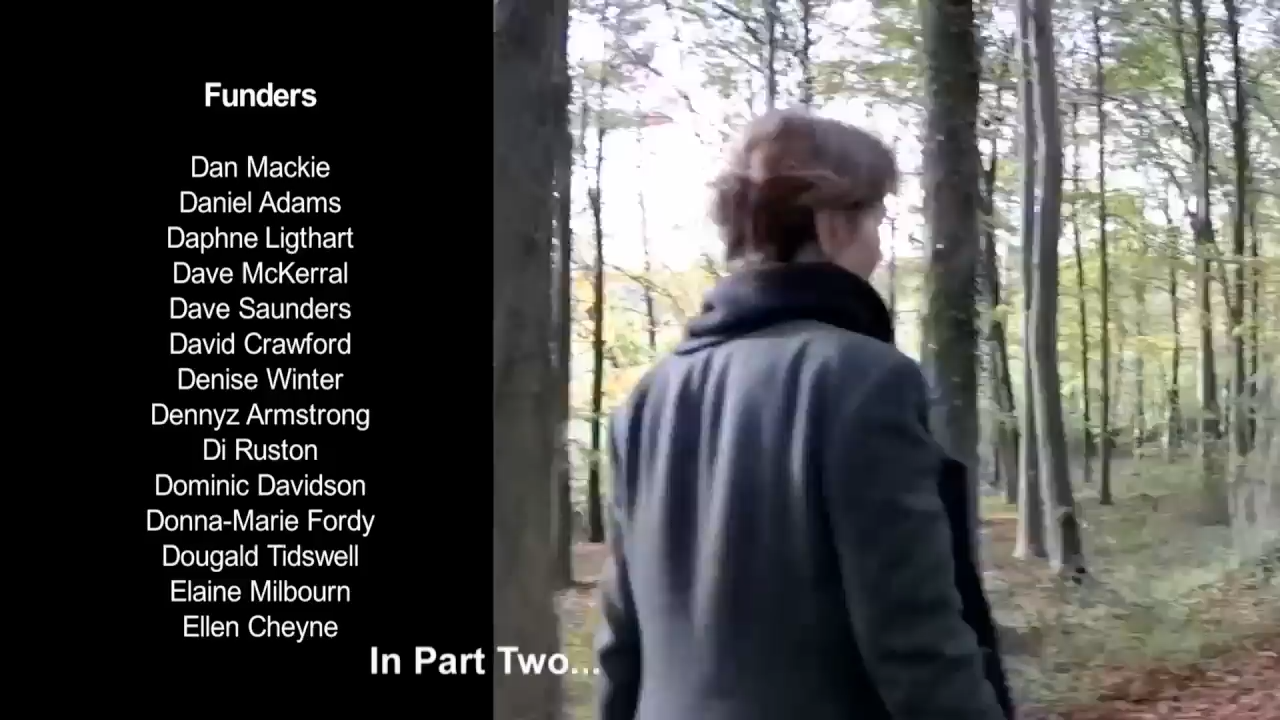 Funders
Dan Mackie
Daniel Adams
Daphne Ligthart
Dave McKerral
Dave Saunders
David Crawford
Denise Winter
Dennyz Armstrong
Di Ruston
Dominic Davidson
Donna-Marie Fordy
Dougald Tidswell
Elaine Milbourn
Ellen Cheyne
In Part Two...